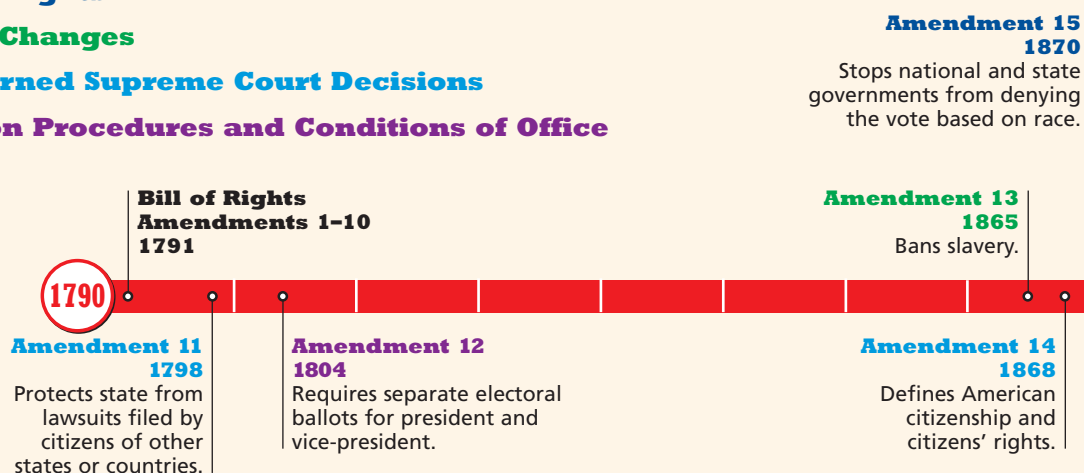 Changes
Supreme Court Decisions
Procedures and Conditions of Office
Amendment 15
1870
Stops national and state
governments from denying
the vote based on race.
Bill of Rights
Amendments 1–10
1791
Amendment 13
1865
Bans slavery.
1790
Amendment 11
1798
Protects state from
lawsuits filed by
citizens of other
states or countries.
Amendment 12
1804
Requires separate electoral
ballots for president and
vice-president.
Amendment 14
1868
Defines American
citizenship and
citizens’ rights.